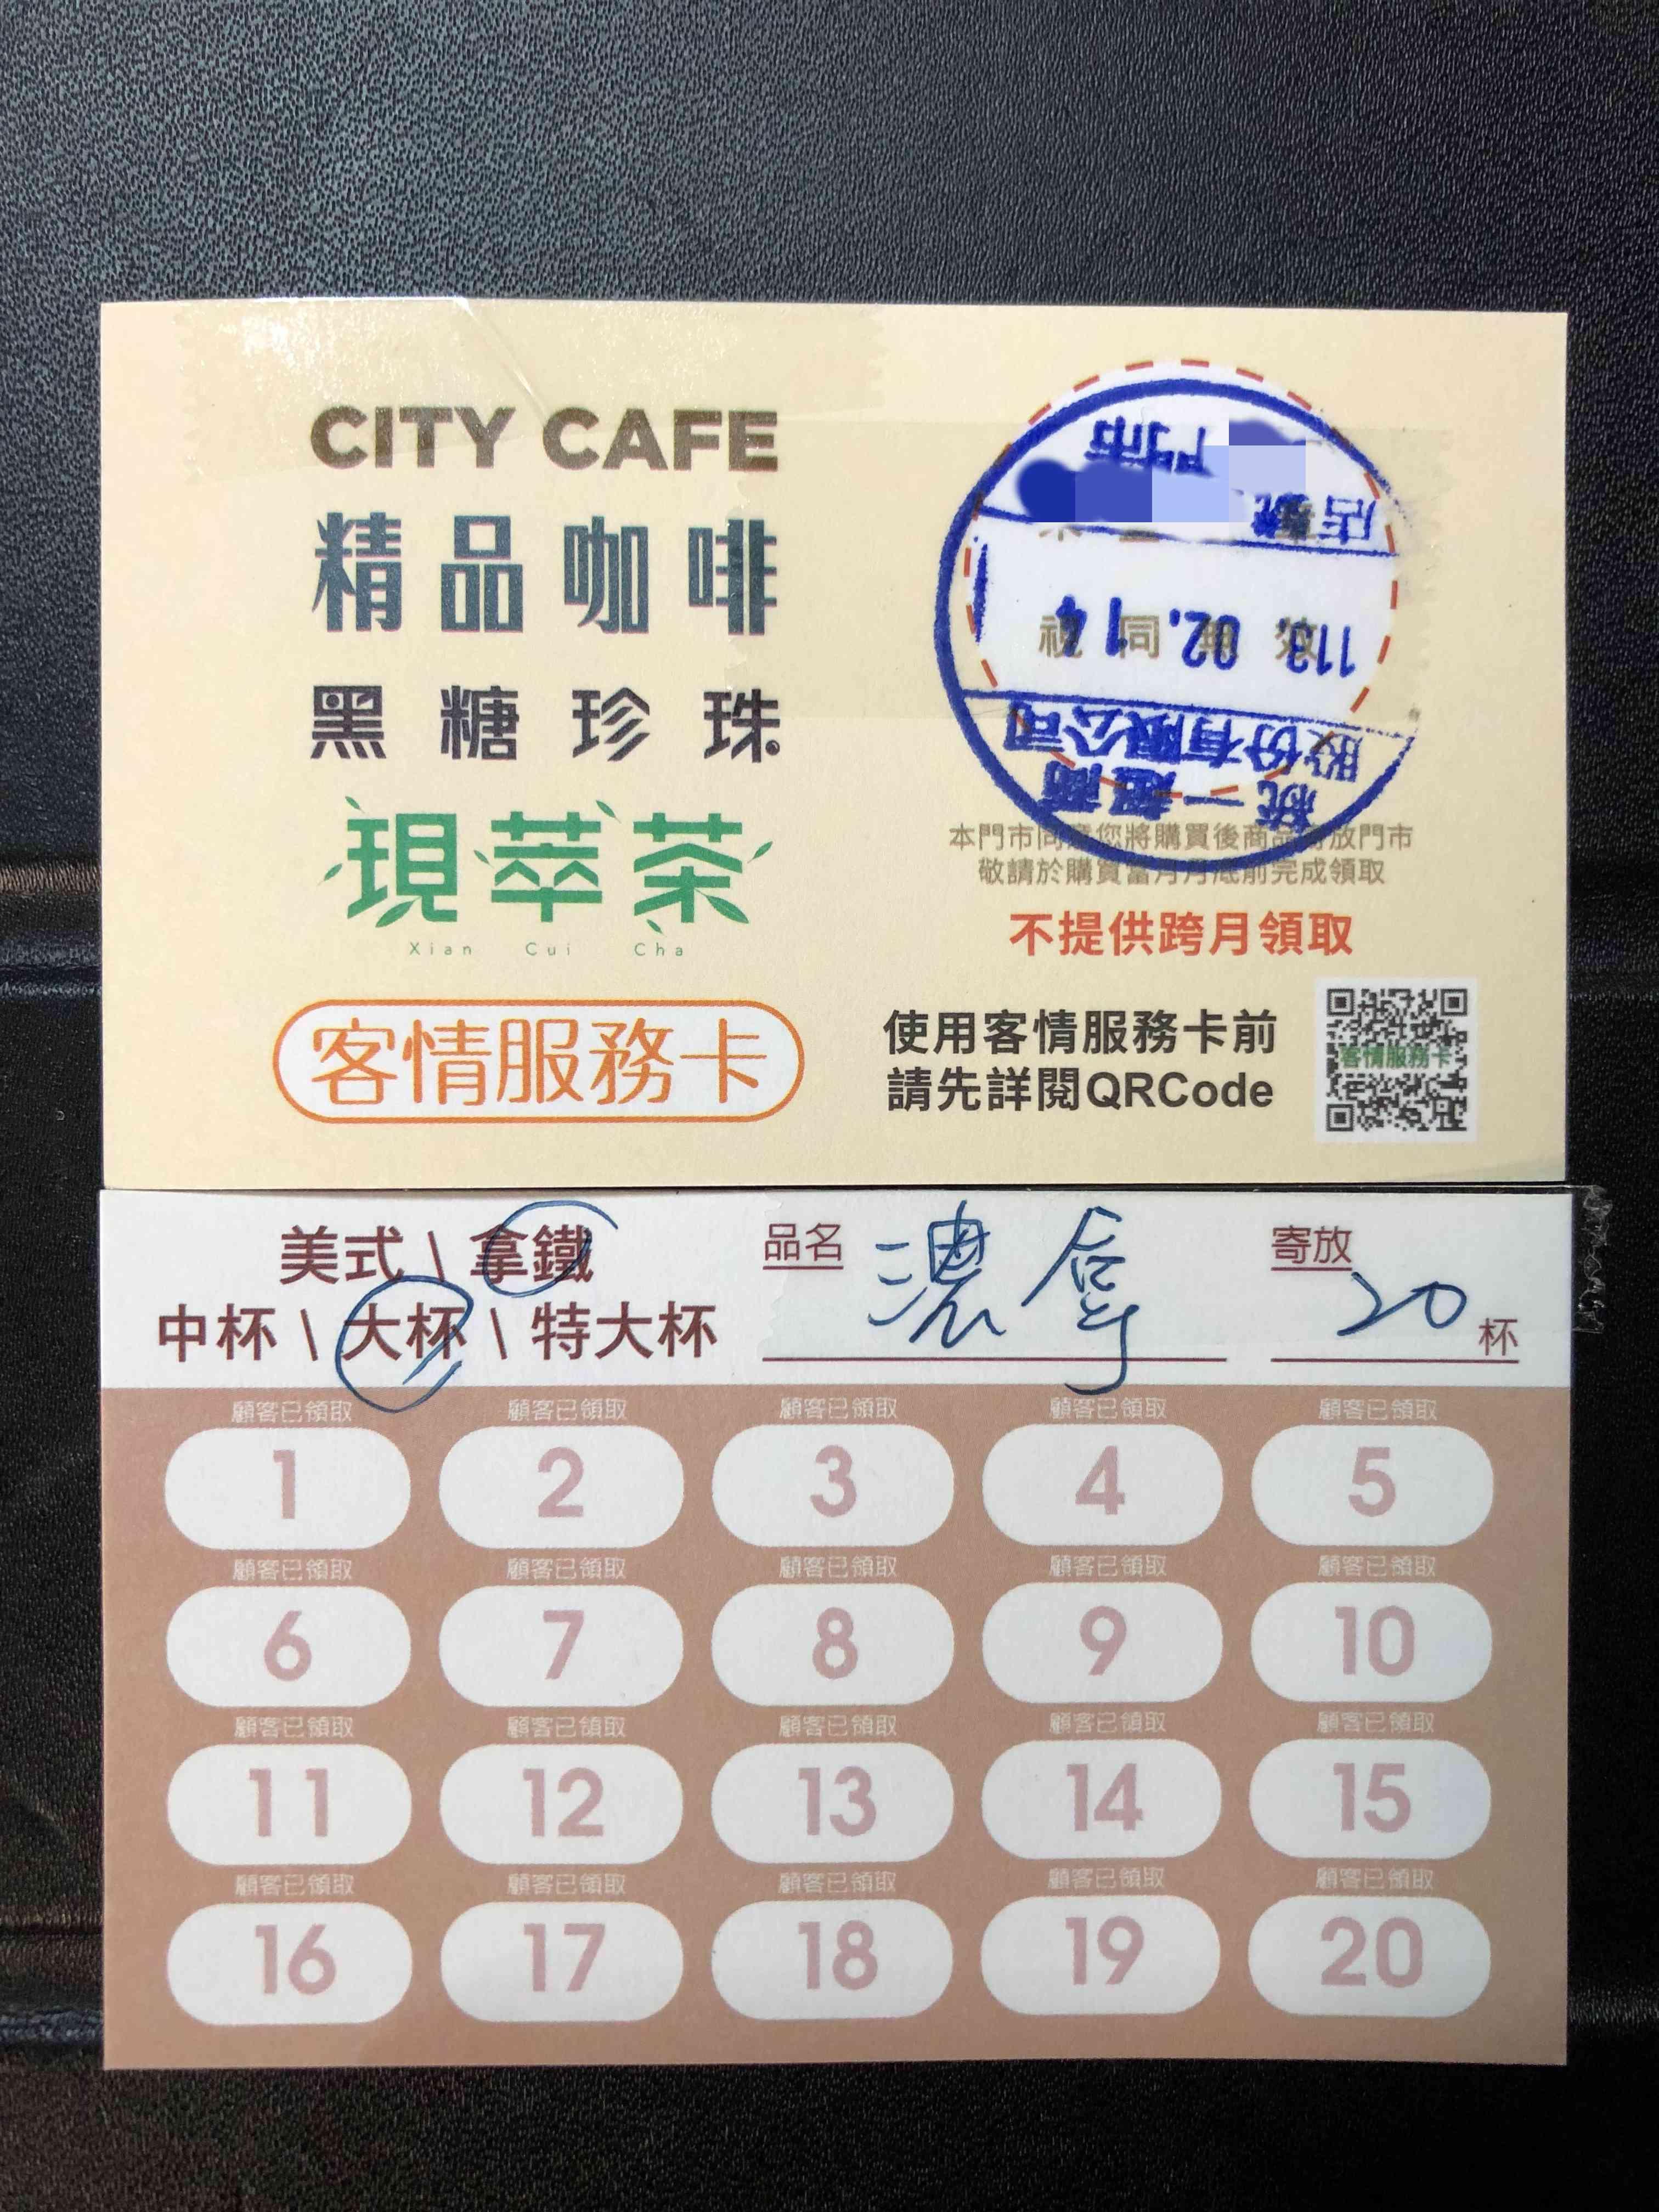 CITY CAFE
精品咖啡
黑糖珍珠
現萃茶
Xian Cui Cha
客情服務卡
統一超商
股份有限公司
113.02.14
店號
門市
視同無效
本門市同意您將購買後商品寄放門市
敬請於購買當月月底前完成領取
不提供跨月領取
使用客情服務卡前
請先詳閱QRCode
客情服務卡
美式 \ 拿鐵
中杯 \ 大杯 \ 特大杯
品名 濃厚
寄放 20 杯
顧客已領取 顧客已領取 顧客已領取 顧客已領取 顧客已領取
1 2 3 4 5
顧客已領取 顧客已領取 顧客已領取 顧客已領取 顧客已領取
6 7 8 9 10
顧客已領取 顧客已領取 顧客已領取 顧客已領取 顧客已領取
11 12 13 14 15
顧客已領取 顧客已領取 顧客已領取 顧客已領取 顧客已領取
16 17 18 19 20